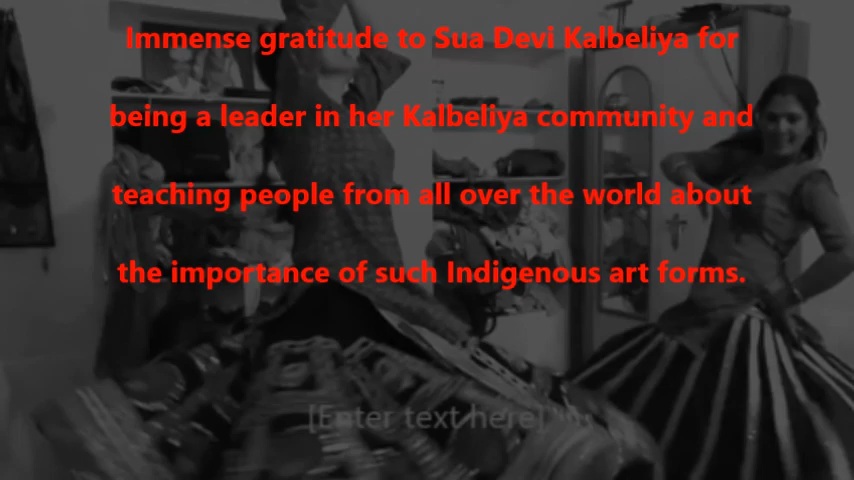 Immense gratitude to Sua Devi Kalbeliya for
being a leader in her Kalbeliya community and
teaching people from all over the world about
the importance of such Indigenous art forms.
[Enter text here]